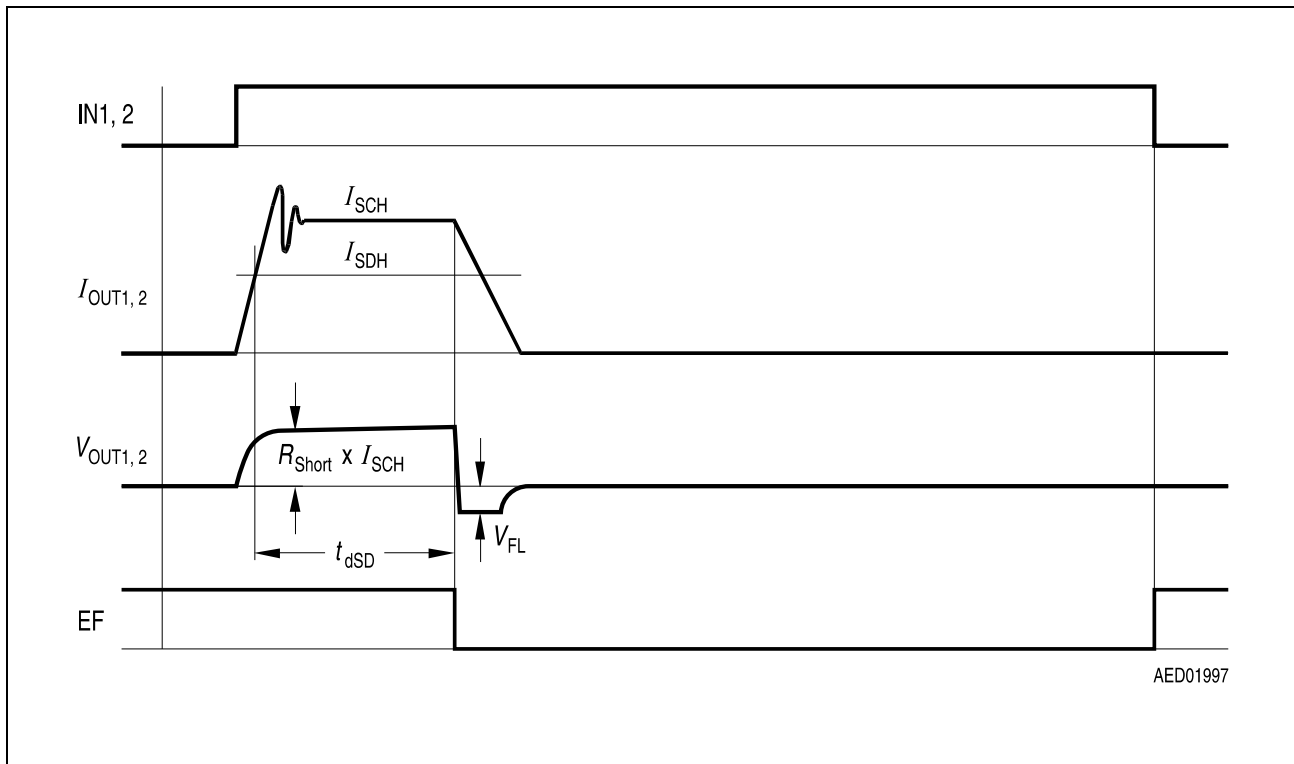 IN1, 2
I_SCH
I_SDH
I_OUT1, 2
V_OUT1, 2
R_Short x I_SCH
V_FL
t_dSD
EF
AED01997